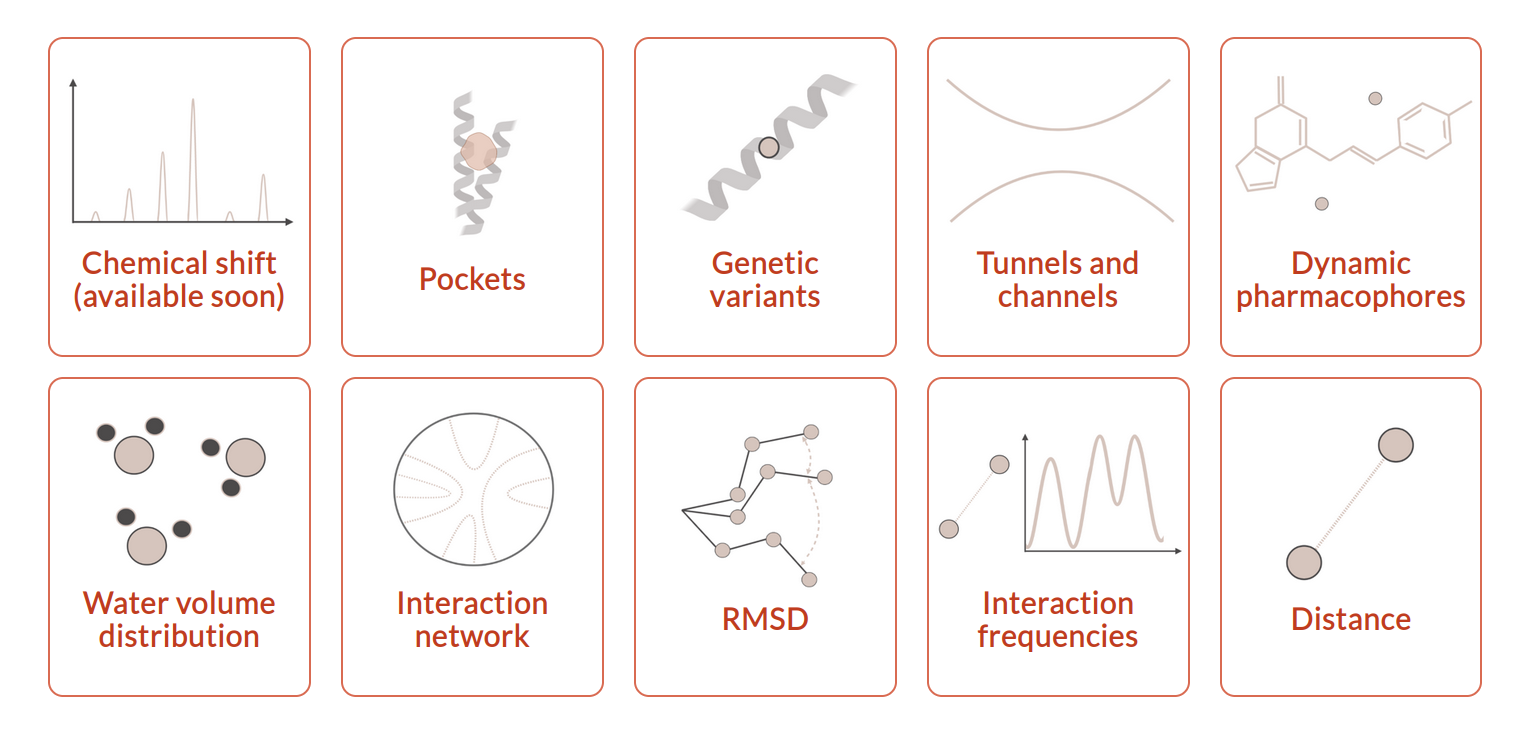 Chemical shift
(available soon)
Pockets
Genetic
variants
Tunnels and
channels
Dynamic
pharmacophores
Water volume
distribution
Interaction
network
RMSD
Interaction
frequencies
Distance